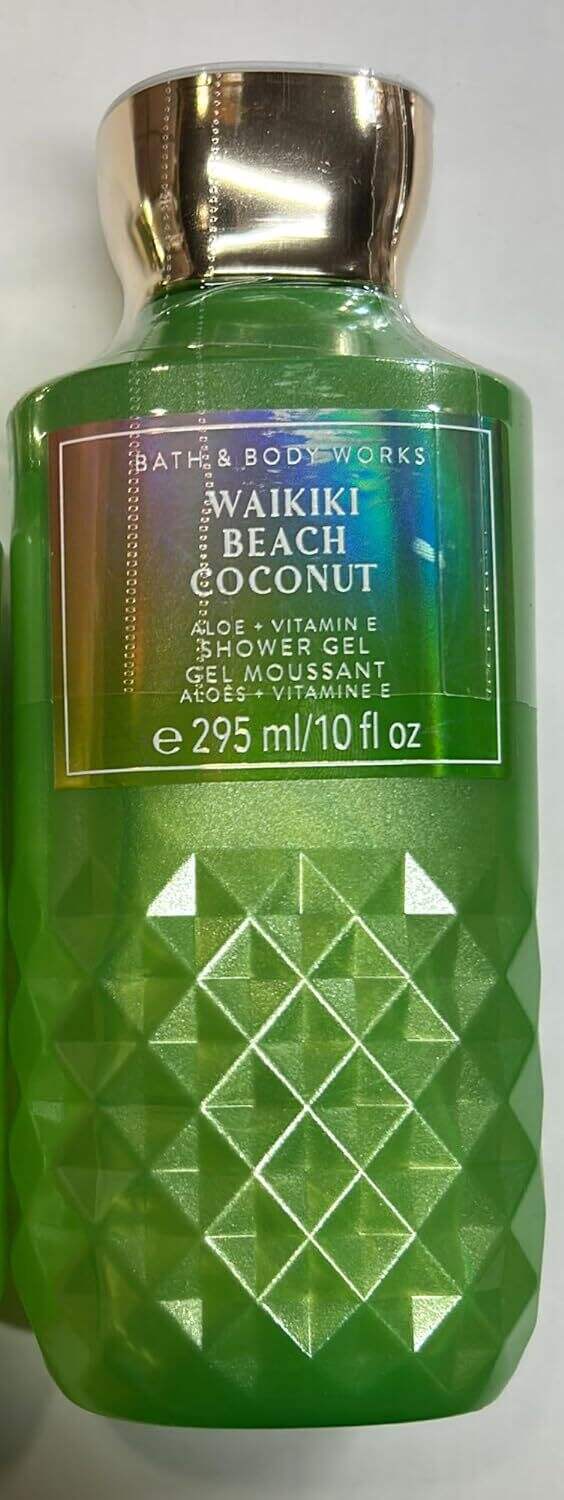 BATH & BODY WORKS
WAIKIKI
BEACH
COCONUT
ALOE + VITAMIN E
SHOWER GEL
GEL MOUSSANT
ALOÈS + VITAMINE E
℮ 295 ml/10 fl oz